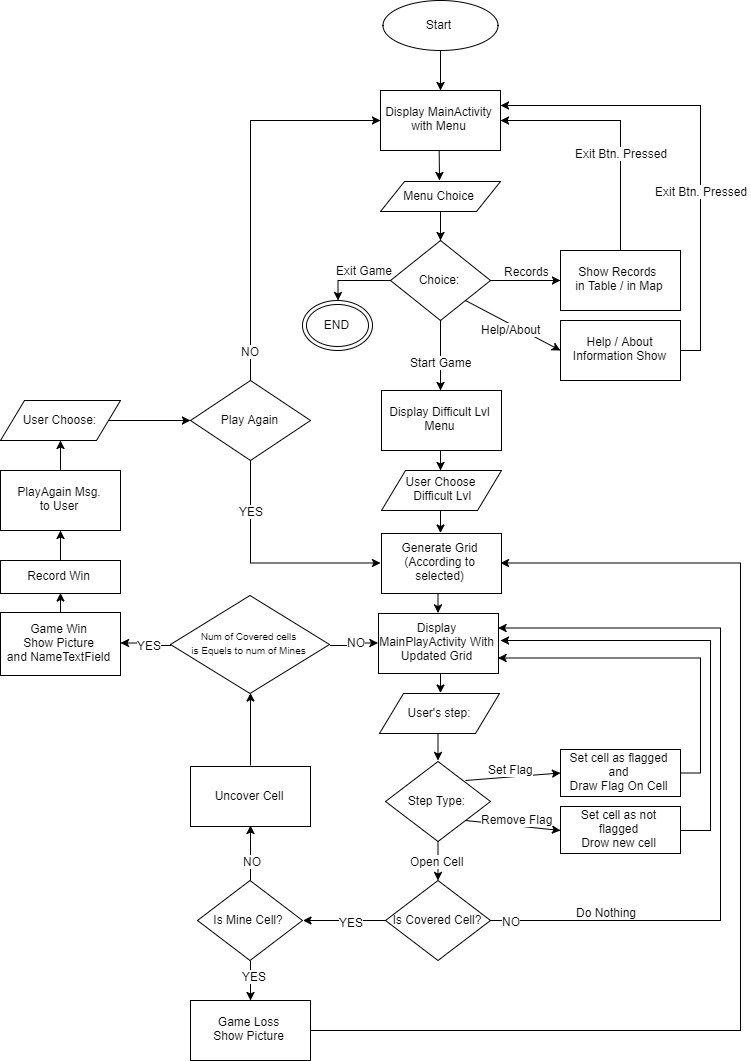 Start
Display MainActivity
with Menu
Exit Btn. Pressed
Exit Btn. Pressed
Menu Choice
Exit Game
Choice:
Records
Show Records
in Table / in Map
END
Help/About
Help / About
Information Show
NO
Start Game
User Choose:
Play Again
Display Difficult Lvl
Menu
PlayAgain Msg.
to User
User Choose
Difficult Lvl
YES
Record Win
Generate Grid
(According to
selected)
Game Win
Show Picture
and NameTextField
YES
Num of Covered cells
is Equels to num of Mines
NO
Display
MainPlayActivity With
Updated Grid
User's step:
Uncover Cell
Step Type:
Set Flag
Set cell as flagged
and
Draw Flag On Cell
Remove Flag
Set cell as not
flagged
Drow new cell
NO
Open Cell
Is Mine Cell?
YES
Is Covered Cell?
NO
Do Nothing
YES
Game Loss
Show Picture